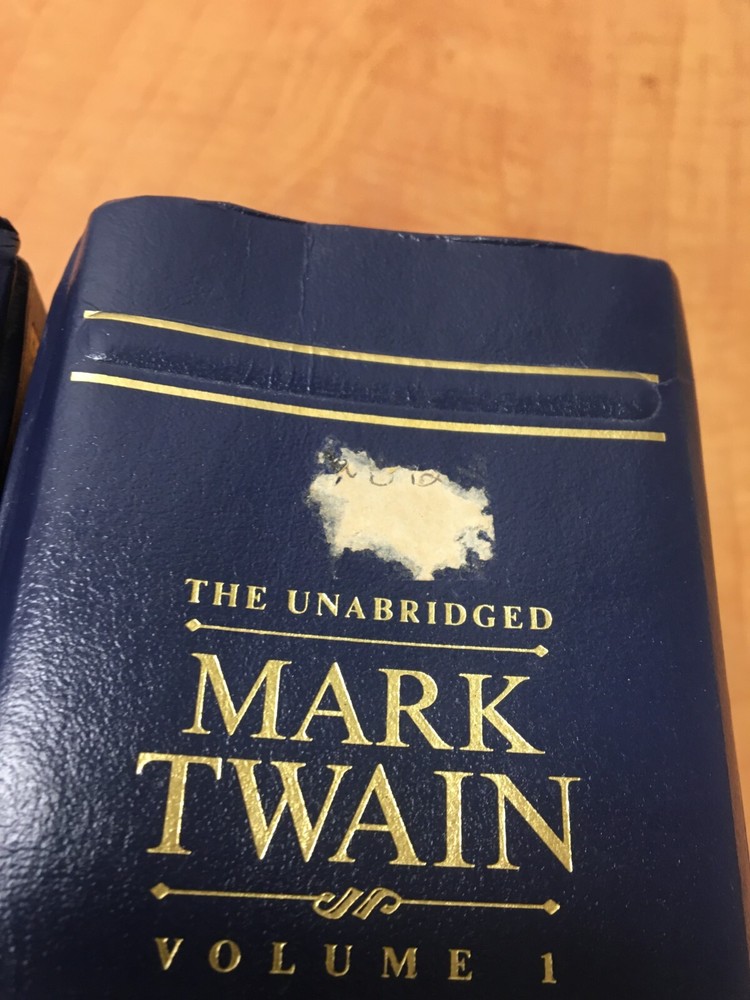 THE UNABRIDGED
MARK
TWAIN
VOLUME 1